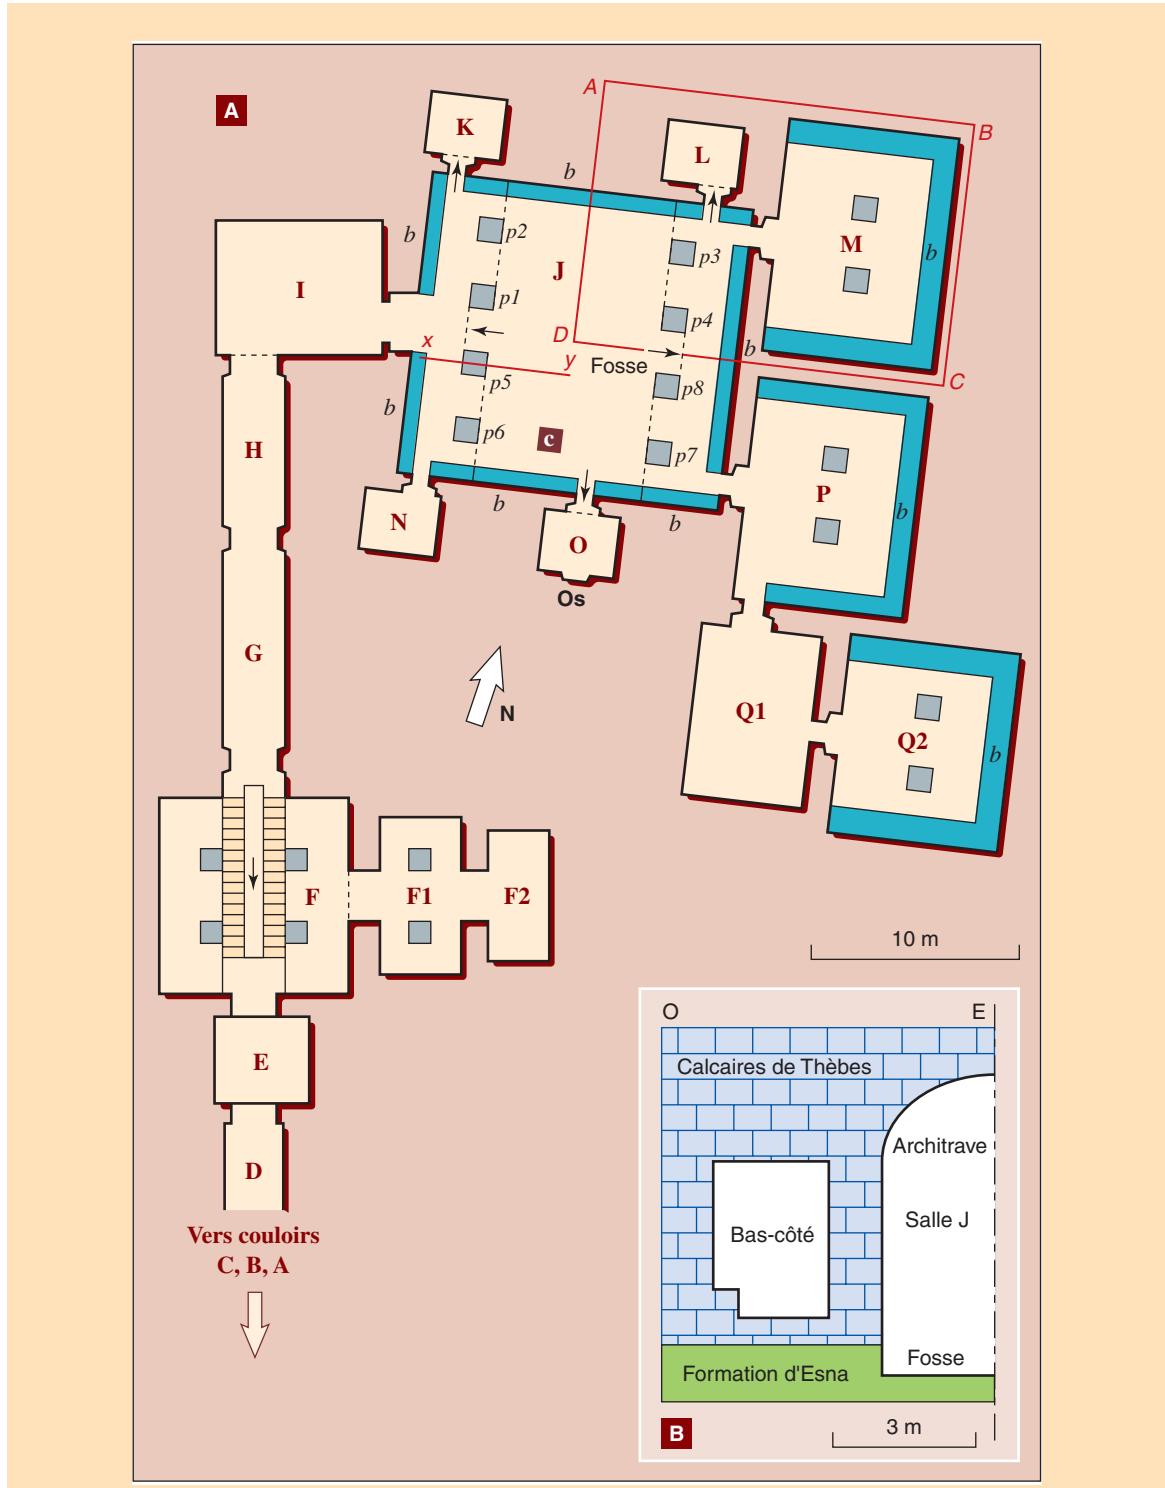 A
A
B
K
L
b
b
M
p2
p3
b
J
I
p1
p4
D
x
y
Fosse
b
C
p5
p8
b
p6
c
p7
H
P
b
N
b
b
O
Os
G
N
Q1
Q2
b
F
F1
F2
10 m
E
D
Vers couloirs
C, B, A
O
E
Calcaires de Thèbes
Architrave
Salle J
Bas-côté
Fosse
Formation d'Esna
B
3 m